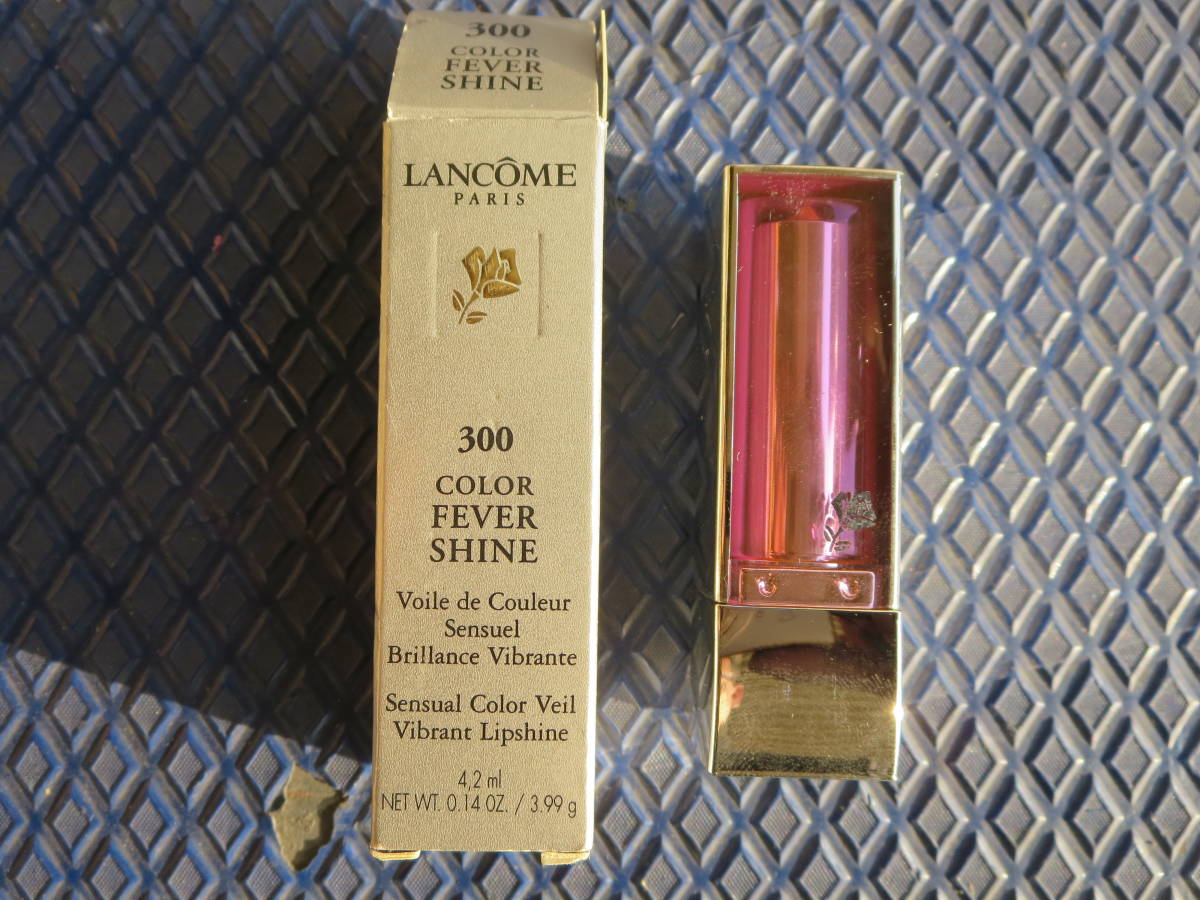 300
COLOR
FEVER
SHINE
LANCÔME
PARIS
300
COLOR
FEVER
SHINE
Voile de Couleur
Sensuel
Brillance Vibrante
Sensual Color Veil
Vibrant Lipshine
4,2 ml
NET WT. 0.14 OZ. / 3.99 g